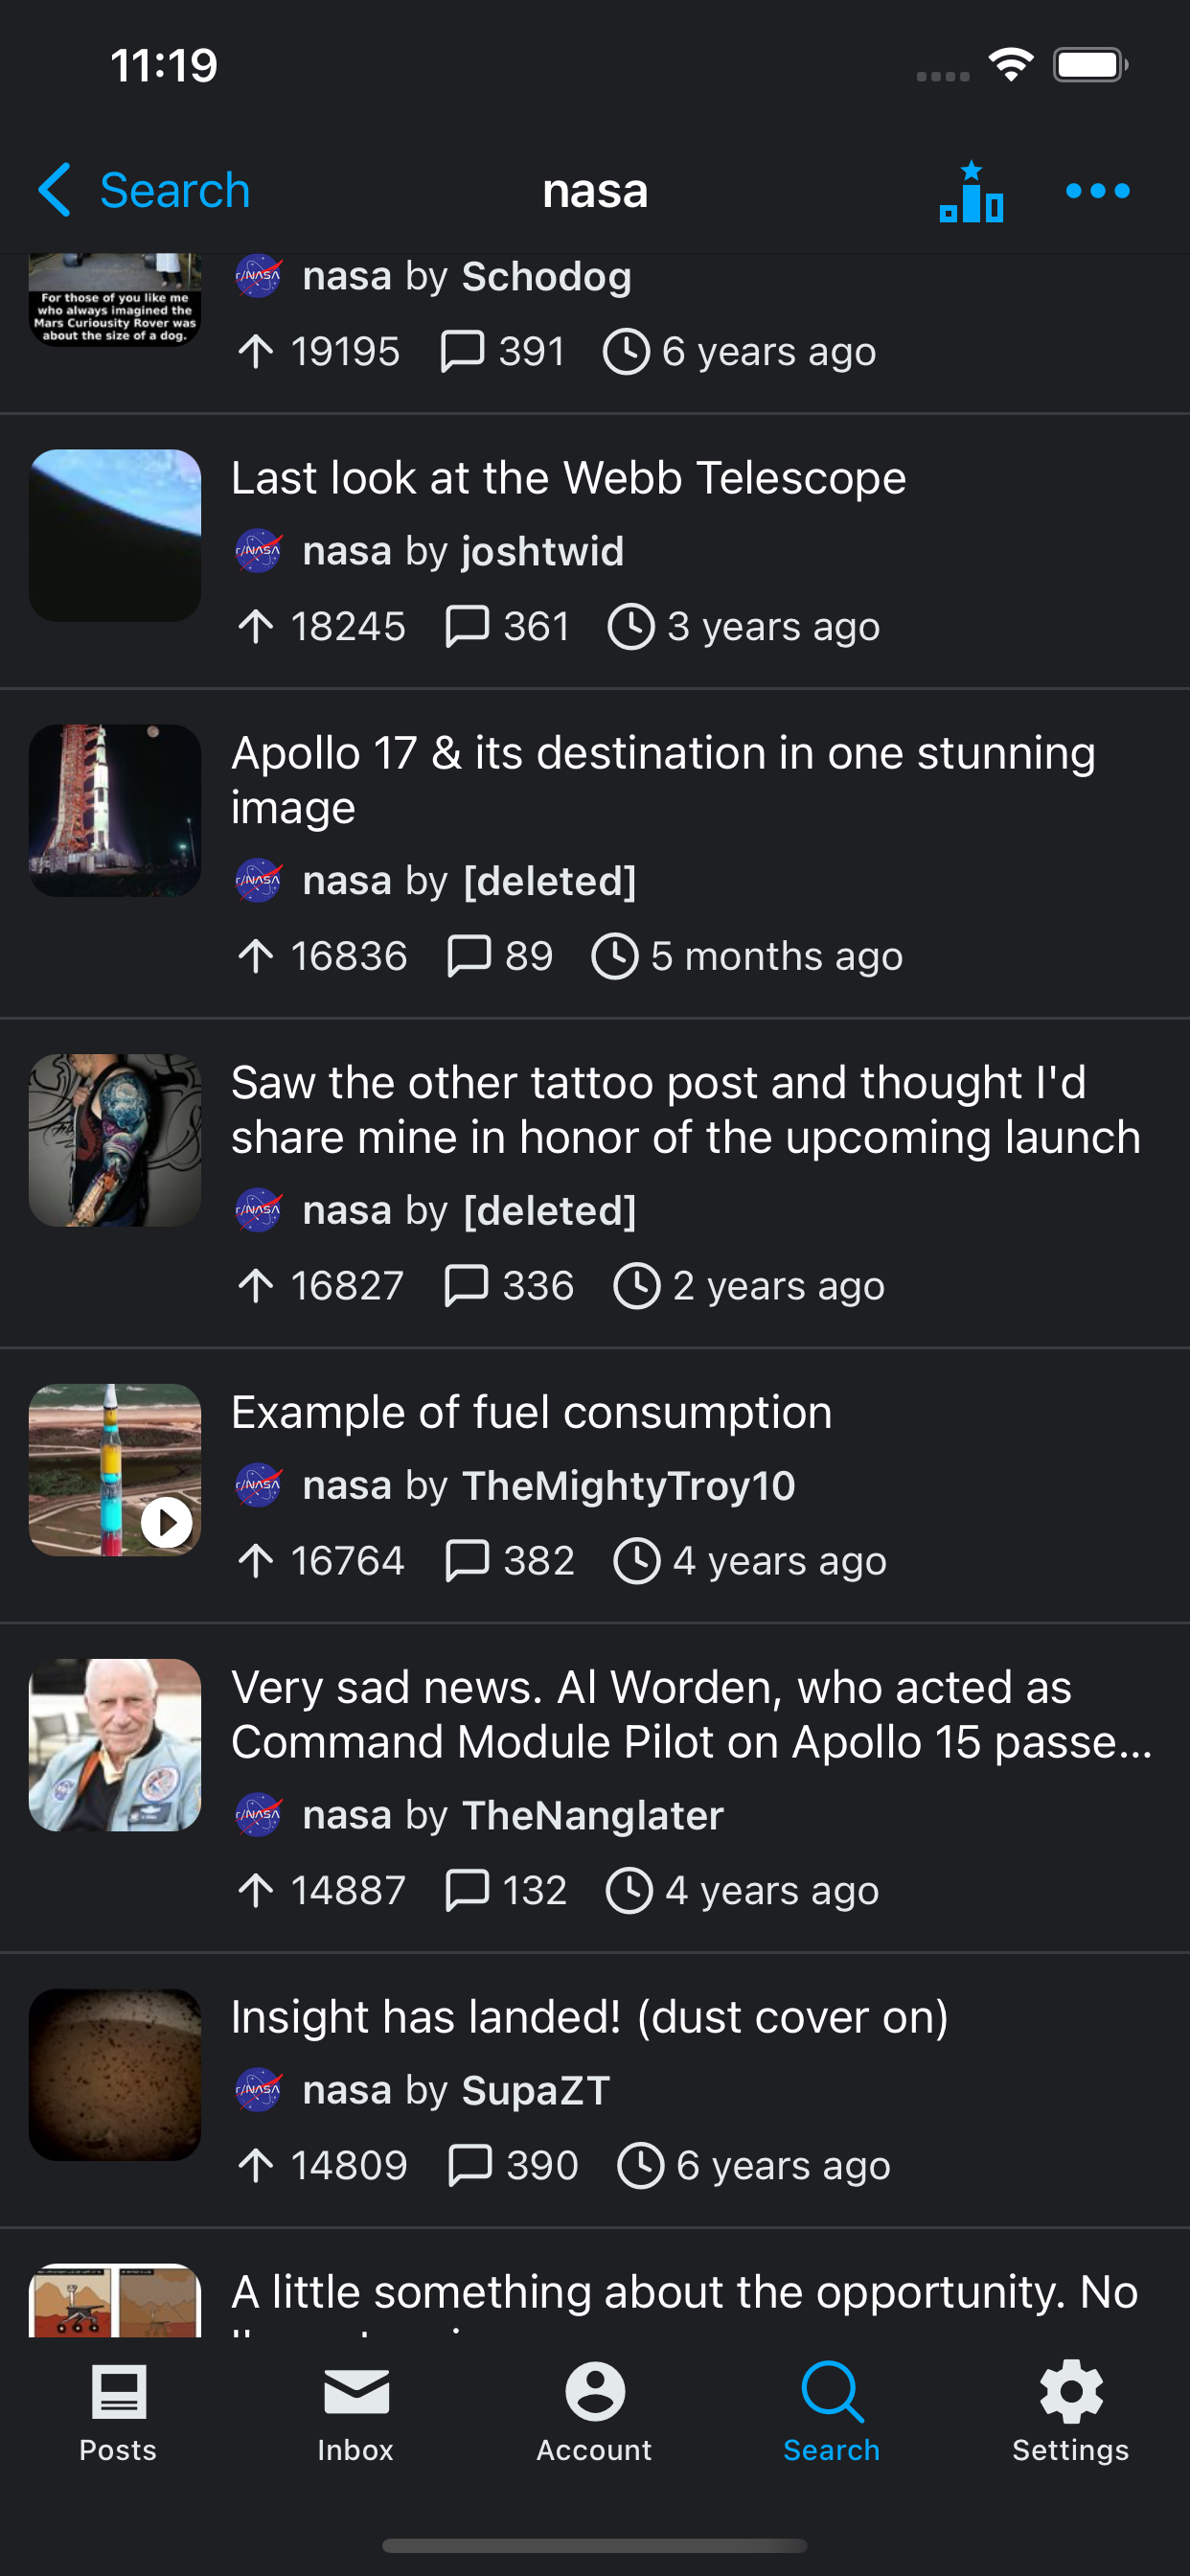 11:19
Search
nasa
For those of you like me
who always imagined the
Mars Couriousity Rover was
about the size of a dog.
nasa by Schodog
19195 391 6 years ago
Last look at the Webb Telescope
r/NASA nasa by joshtwid
18245 361 3 years ago
Apollo 17 & its destination in one stunning
image
r/NASA nasa by [deleted]
16836 89 5 months ago
Saw the other tattoo post and thought I'd
share mine in honor of the upcoming launch
r/NASA nasa by [deleted]
16827 336 2 years ago
Example of fuel consumption
r/NASA nasa by TheMightyTroy10
16764 382 4 years ago
Very sad news. Al Worden, who acted as
Command Module Pilot on Apollo 15 passe...
r/NASA nasa by TheNanglater
14887 132 4 years ago
Insight has landed! (dust cover on)
r/NASA nasa by SupaZT
14809 390 6 years ago
A little something about the opportunity. No
Posts
Inbox
Account
Search
Settings